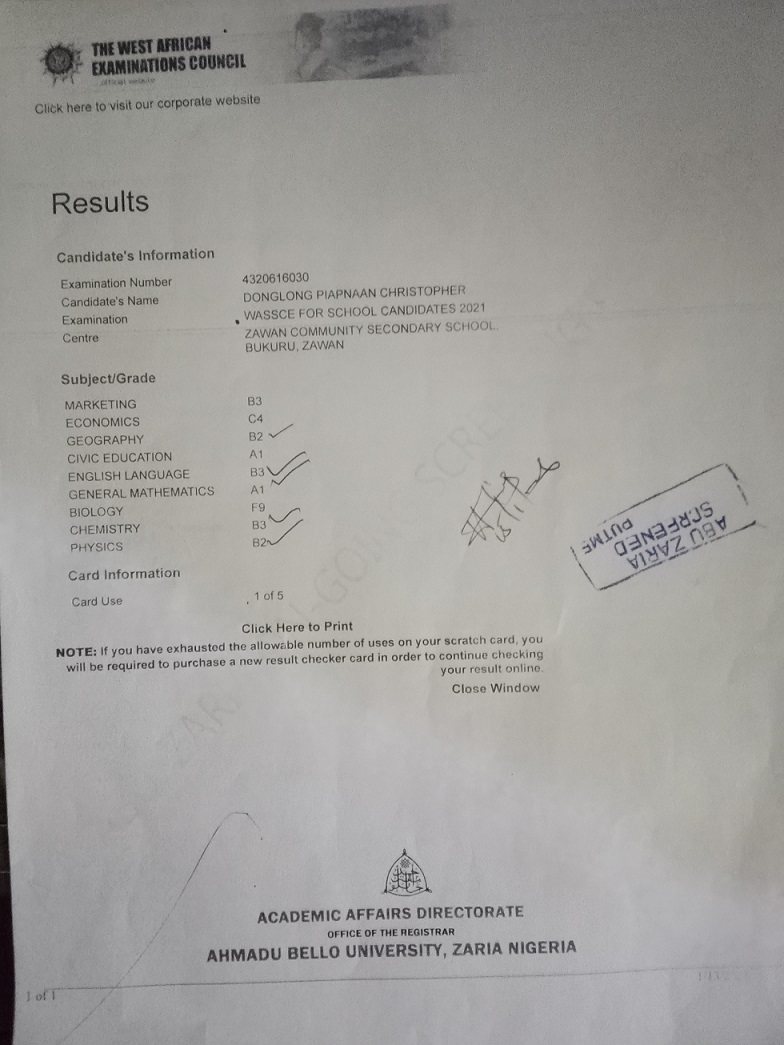 THE WEST AFRICAN
EXAMINATIONS COUNCIL
official website
Click here to visit our corporate website
Results
Candidate's Information
Examination Number 4320616030
Candidate's Name DONGLONG PIAPNAAN CHRISTOPHER
Examination WASSCE FOR SCHOOL CANDIDATES 2021
Centre ZAWAN COMMUNITY SECONDARY SCHOOL.
BUKURU, ZAWAN
Subject/Grade
MARKETING B3
ECONOMICS C4
GEOGRAPHY B2
CIVIC EDUCATION A1
ENGLISH LANGUAGE B3
GENERAL MATHEMATICS A1
BIOLOGY F9
CHEMISTRY B3
PHYSICS B2
ABU ZARIA
SCREENED
PUTME
Card Information
Card Use 1 of 5
Click Here to Print
NOTE: If you have exhausted the allowable number of uses on your scratch card, you
will be required to purchase a new result checker card in order to continue checking
your result online.
Close Window
ACADEMIC AFFAIRS DIRECTORATE
OFFICE OF THE REGISTRAR
AHMADU BELLO UNIVERSITY, ZARIA NIGERIA
1 of 1